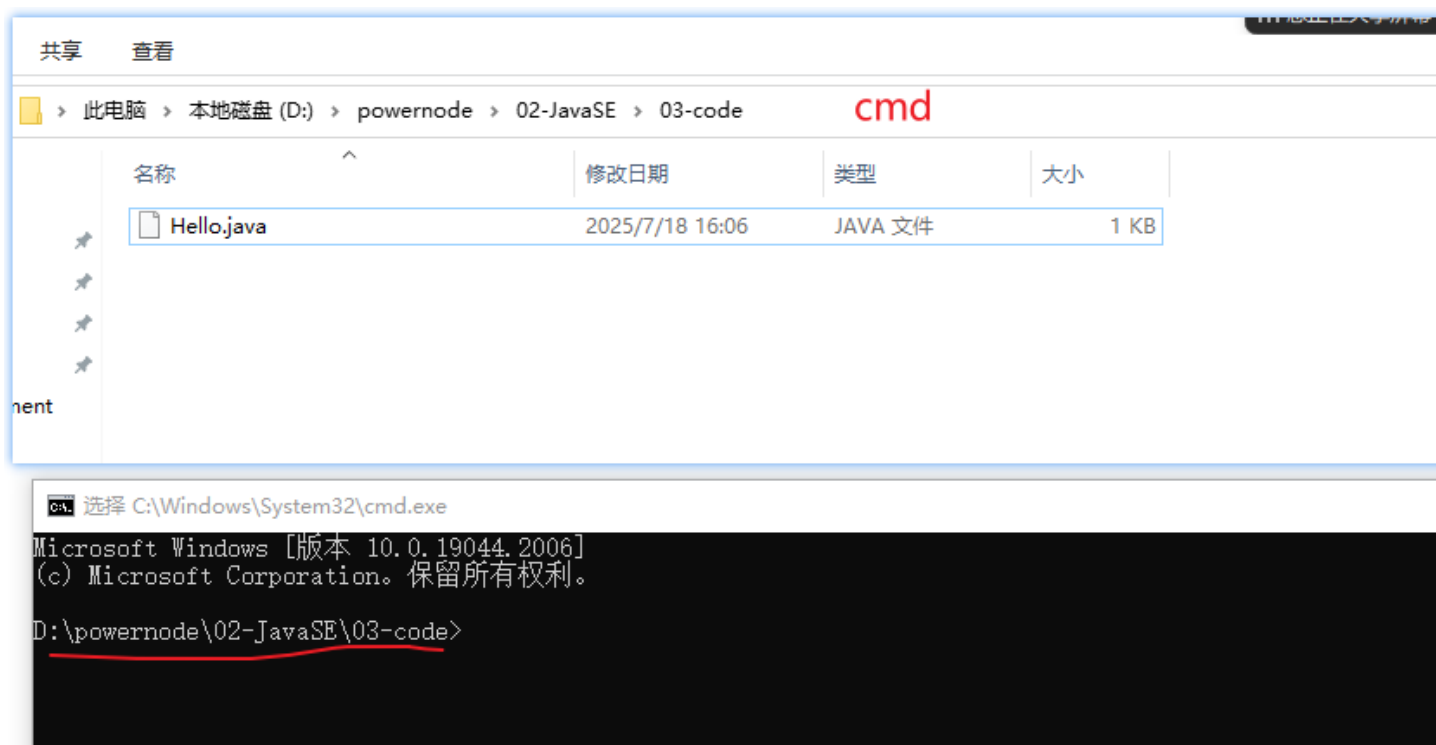 共享 查看
此电脑 › 本地磁盘 (D:) › powernode › 02-JavaSE › 03-code cmd
名称 修改日期 类型 大小
Hello.java 2025/7/18 16:06 JAVA 文件 1 KB
选择 C:\Windows\System32\cmd.exe
Microsoft Windows [版本 10.0.19044.2006]
(c) Microsoft Corporation。保留所有权利。
D:\powernode\02-JavaSE\03-code>